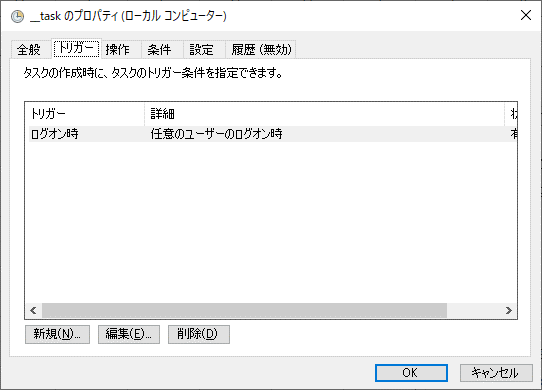 __task のプロパティ (ローカル コンピューター)
全般 トリガー 操作 条件 設定 履歴 (無効)
タスクの作成時に、タスクのトリガー条件を指定できます。
トリガー 詳細
ログオン時 任意のユーザーのログオン時
新規(N)... 編集(E)... 削除(D)
OK キャンセル